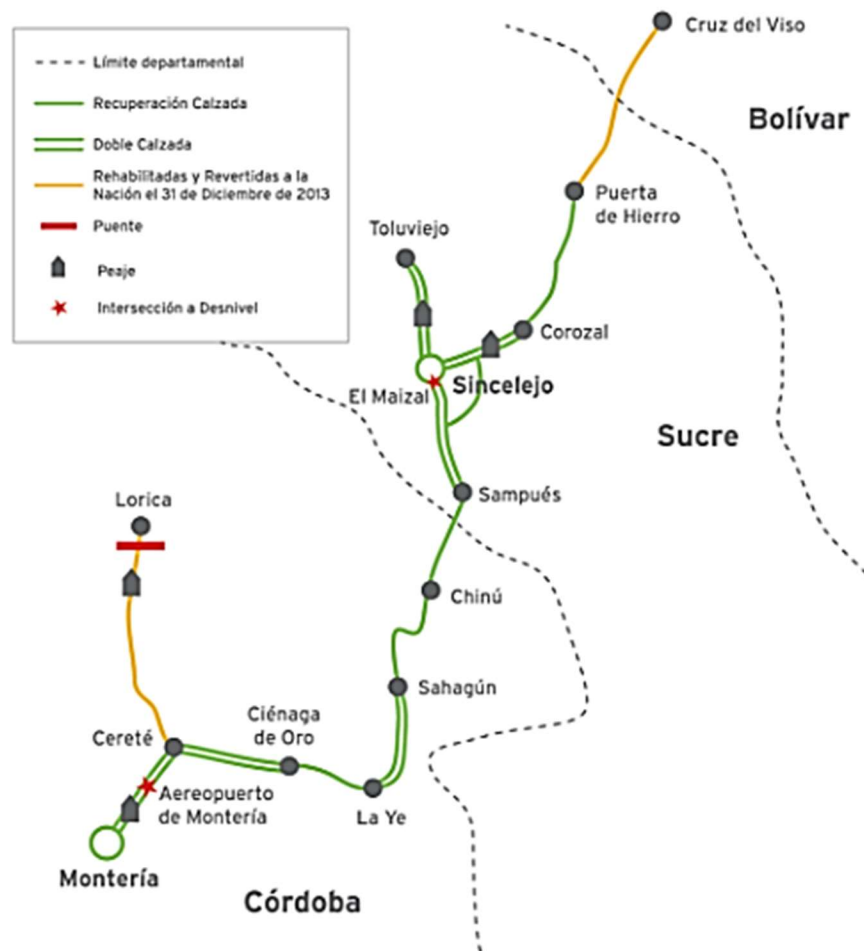 Límite departamental
Recuperación Calzada
Doble Calzada
Rehabilitadas y Revertidas a la
Nación el 31 de Diciembre de 2013
Puente
Peaje
Intersección a Desnivel
Cruz del Viso
Bolívar
Puerta
de Hierro
Toluviejo
Corozal
El Maizal
Sincelejo
Sucre
Sampués
Lorica
Chinú
Sahagún
Ciénaga
de Oro
Cereté
Aereopuerto
de Montería
La Ye
Montería
Córdoba